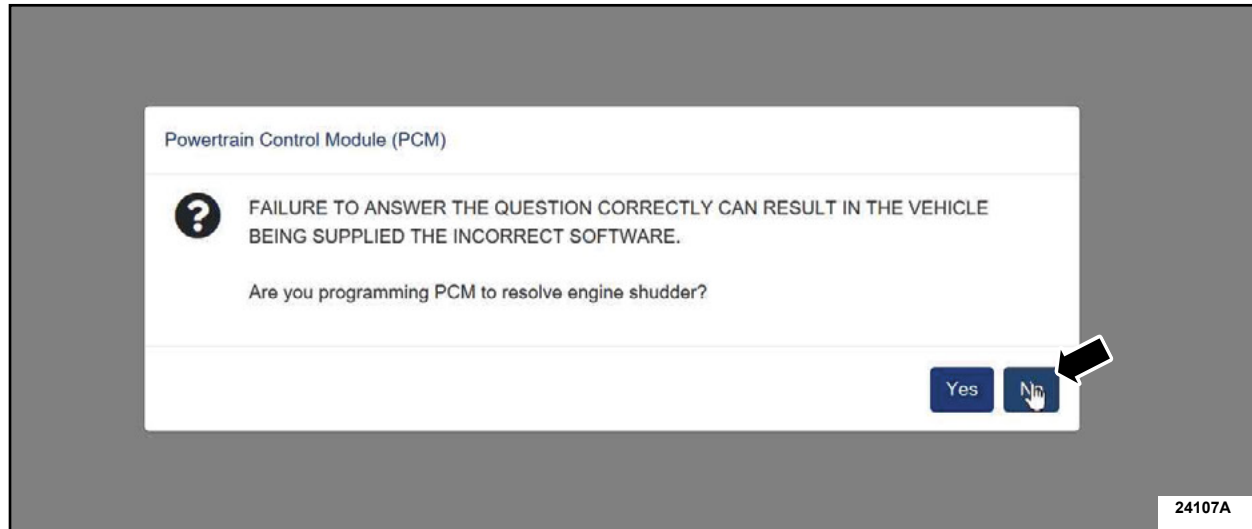 Powertrain Control Module (PCM)
FAILURE TO ANSWER THE QUESTION CORRECTLY CAN RESULT IN THE VEHICLE
BEING SUPPLIED THE INCORRECT SOFTWARE.
Are you programming PCM to resolve engine shudder?
Yes No
24107A